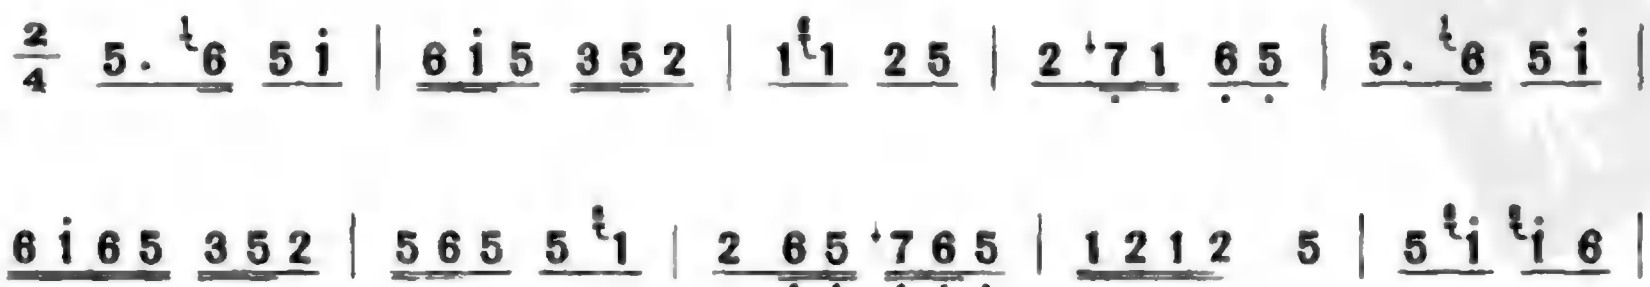 2/4 5. 6 5 i | 6 i 5 3 5 2 | 1 1 2 5 | 2 ↓7 1 6 5 | 5. 6 5 i |
6 i 6 5 3 5 2 | 5 6 5 5 1 | 2 6 5 ↓7 6 5 | 1 2 1 2 5 | 5 i i 6 |